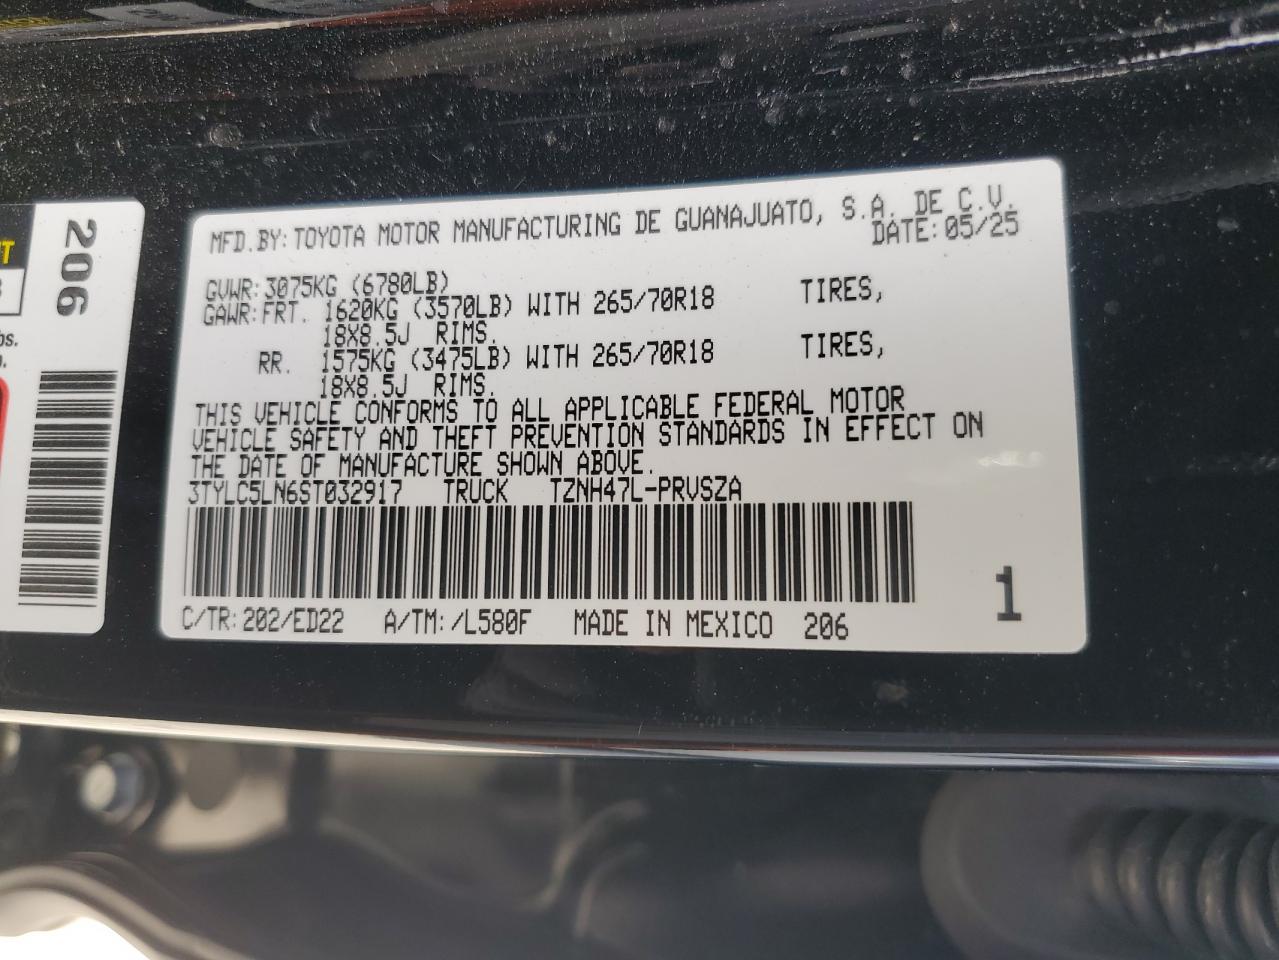 MFD.BY:TOYOTA MOTOR MANUFACTURING DE GUANAJUATO, S.A. DE C.V.
DATE:05/25
GVWR:3075KG (6780LB)
GAWR:FRT. 1620KG (3570LB) WITH 265/70R18 TIRES,
18X8.5J RIMS.
RR. 1575KG (3475LB) WITH 265/70R18 TIRES,
18X8.5J RIMS.
THIS VEHICLE CONFORMS TO ALL APPLICABLE FEDERAL MOTOR
VEHICLE SAFETY AND THEFT PREVENTION STANDARDS IN EFFECT ON
THE DATE OF MANUFACTURE SHOWN ABOVE.
3TYLC5LN6ST032917 TRUCK TZNH47L-PRVSZA
C/TR:202/ED22 A/TM:/L580F MADE IN MEXICO 206
1
206